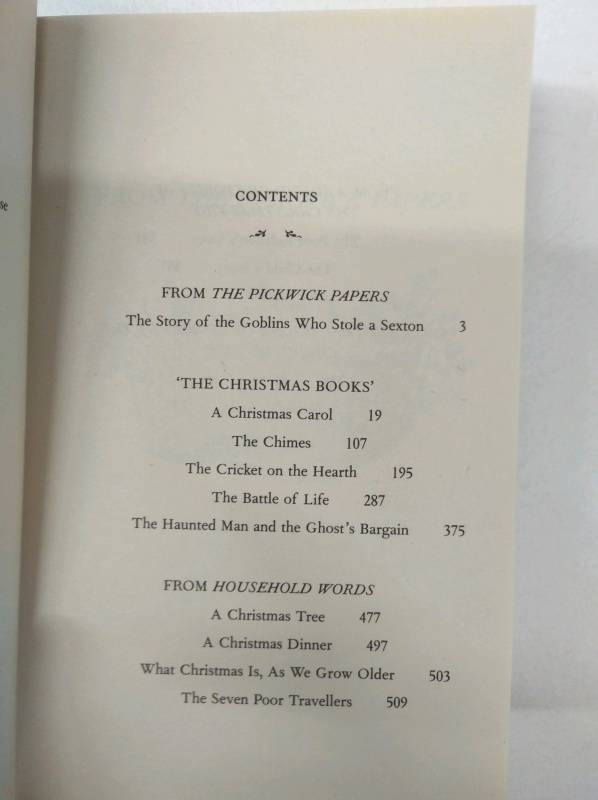 se
CONTENTS
FROM THE PICKWICK PAPERS
The Story of the Goblins Who Stole a Sexton 3
'THE CHRISTMAS BOOKS'
A Christmas Carol 19
The Chimes 107
The Cricket on the Hearth 195
The Battle of Life 287
The Haunted Man and the Ghost's Bargain 375
FROM HOUSEHOLD WORDS
A Christmas Tree 477
A Christmas Dinner 497
What Christmas Is, As We Grow Older 503
The Seven Poor Travellers 509